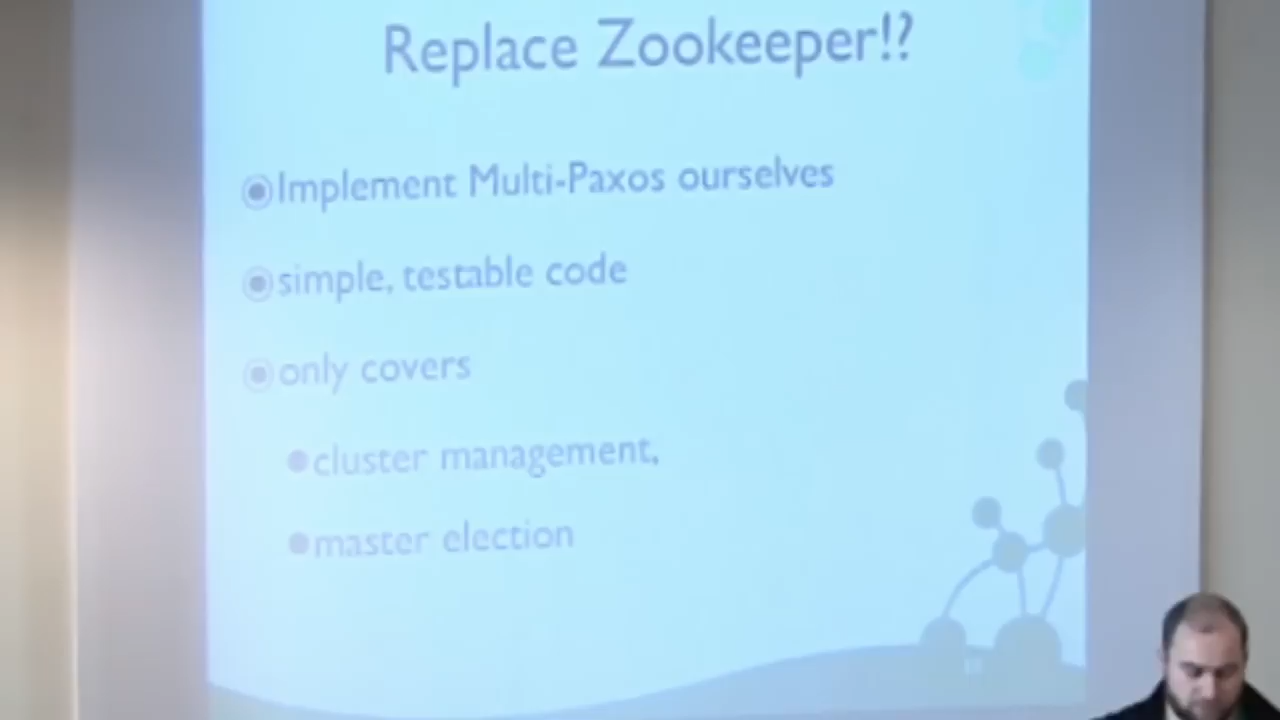 Replace Zookeeper!?
Implement Multi-Paxos ourselves
simple, testable code
only covers
cluster management,
master election